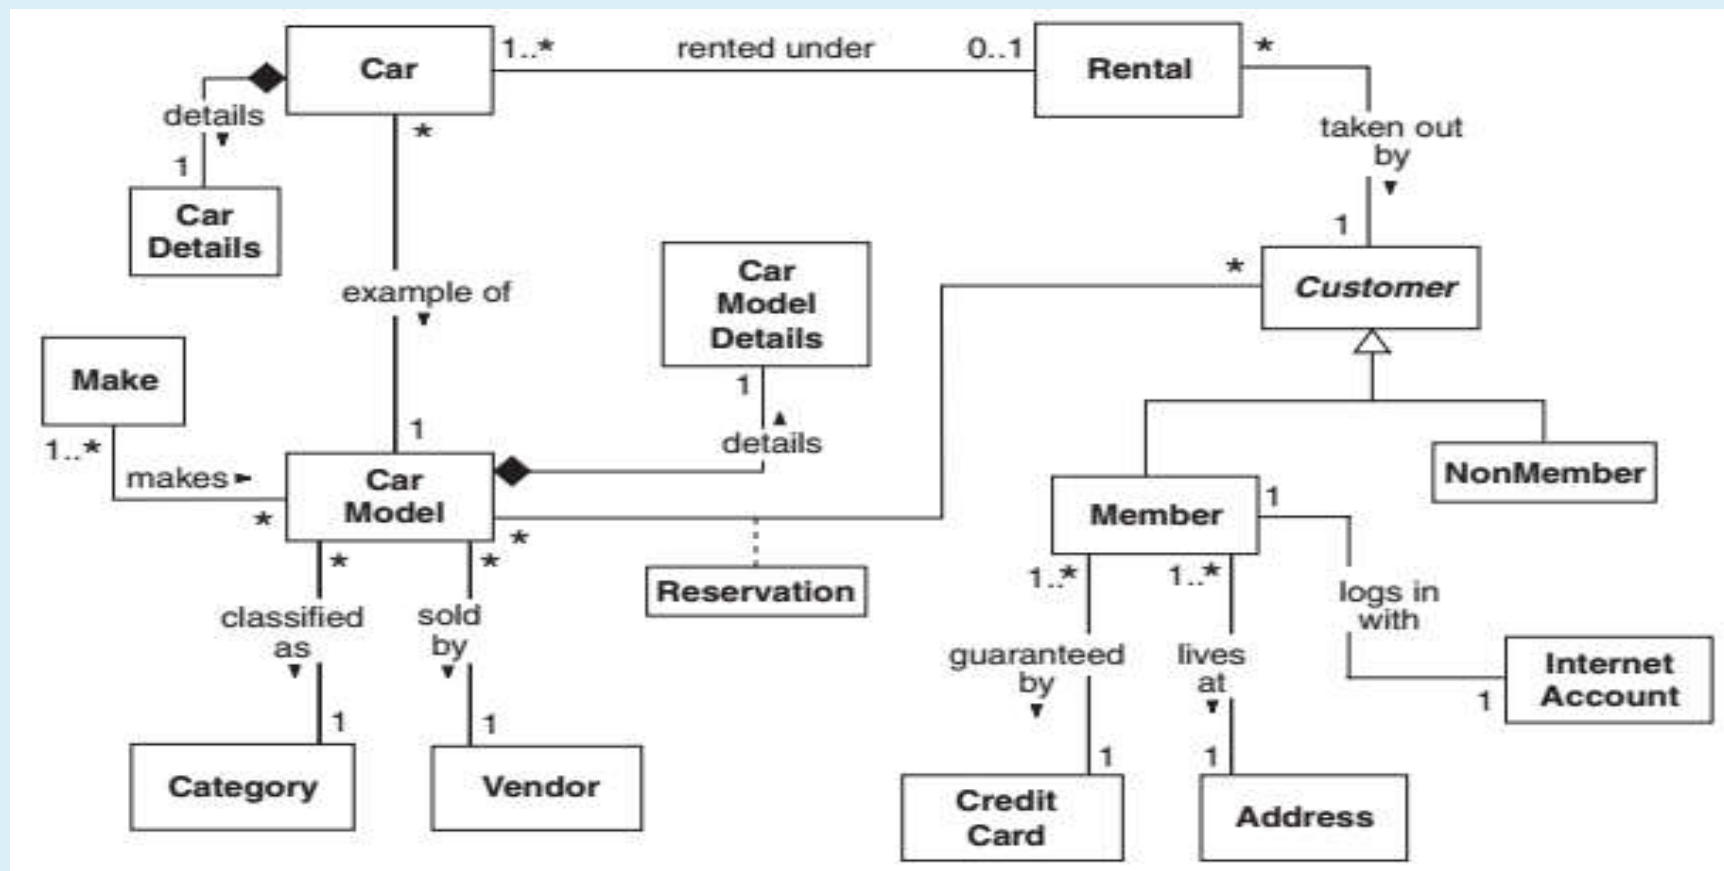 Car
1..*
rented under
0..1
Rental
*
details
1
Car
Details
*
example of
1
taken out
by
1
Customer
*
Car
Model
Details
1
details
Make
1..*
makes
*
Car
Model
*
Reservation
*
classified
as
1
Category
*
sold
by
1
Vendor
NonMember
Member
1
logs in
with
1
Internet
Account
1..*
guaranteed
by
1
Credit
Card
1..*
lives
at
1
Address